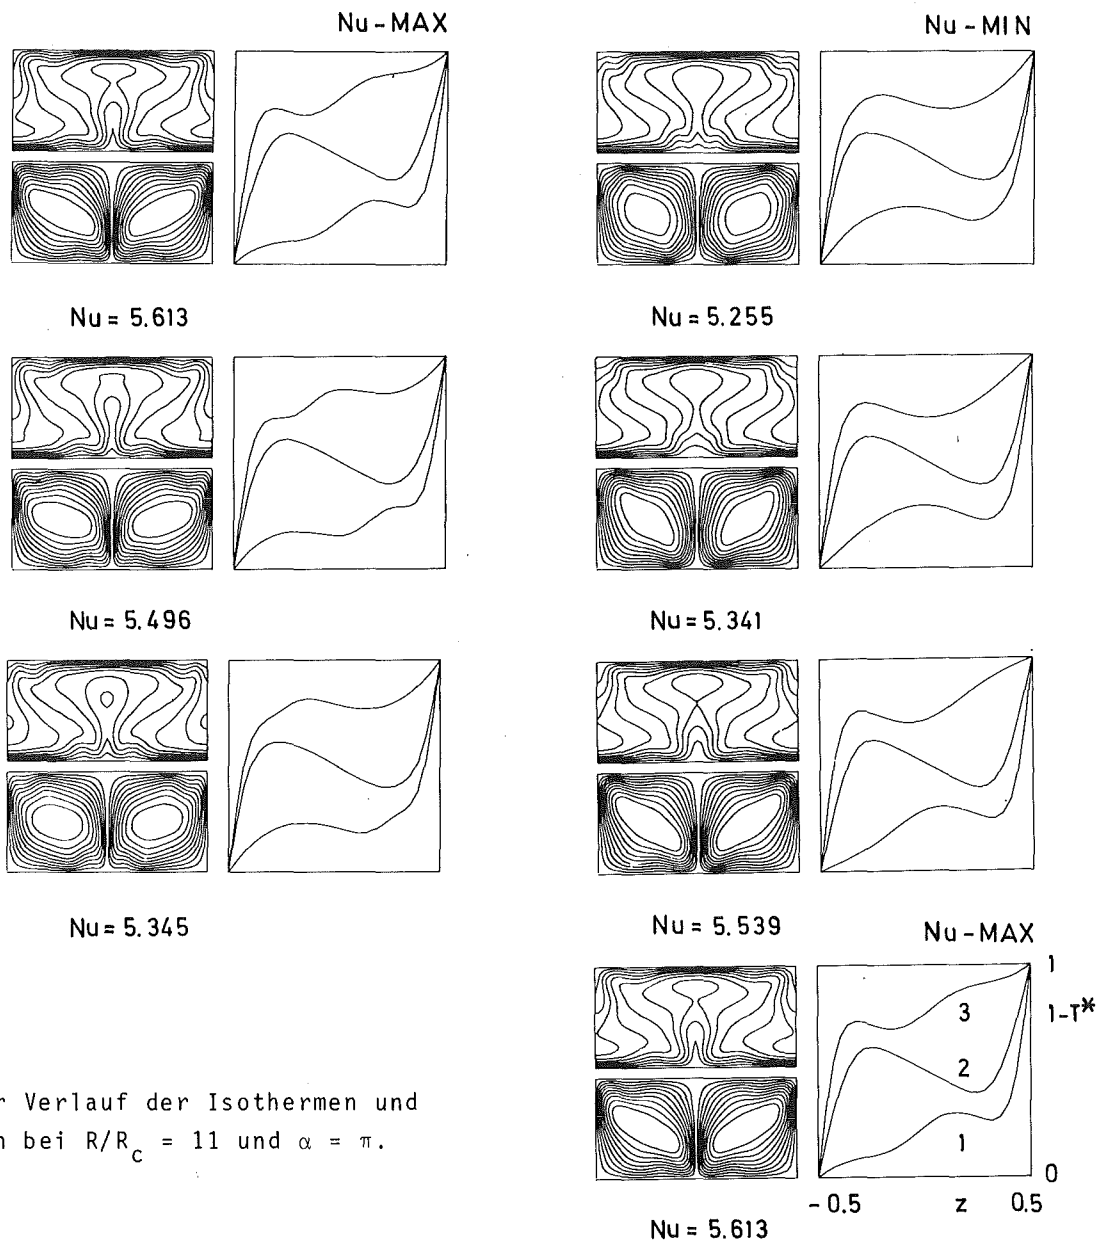 Nu-MAX
Nu-MIN
Nu = 5.613
Nu = 5.255
Nu = 5.496
Nu = 5.341
Nu = 5.345
Nu = 5.539
Nu-MAX
1
1-T*
3
2
1
0
-0.5 z 0.5
Nu = 5.613
r Verlauf der Isothermen und
n bei R/Rc = 11 und α = π.